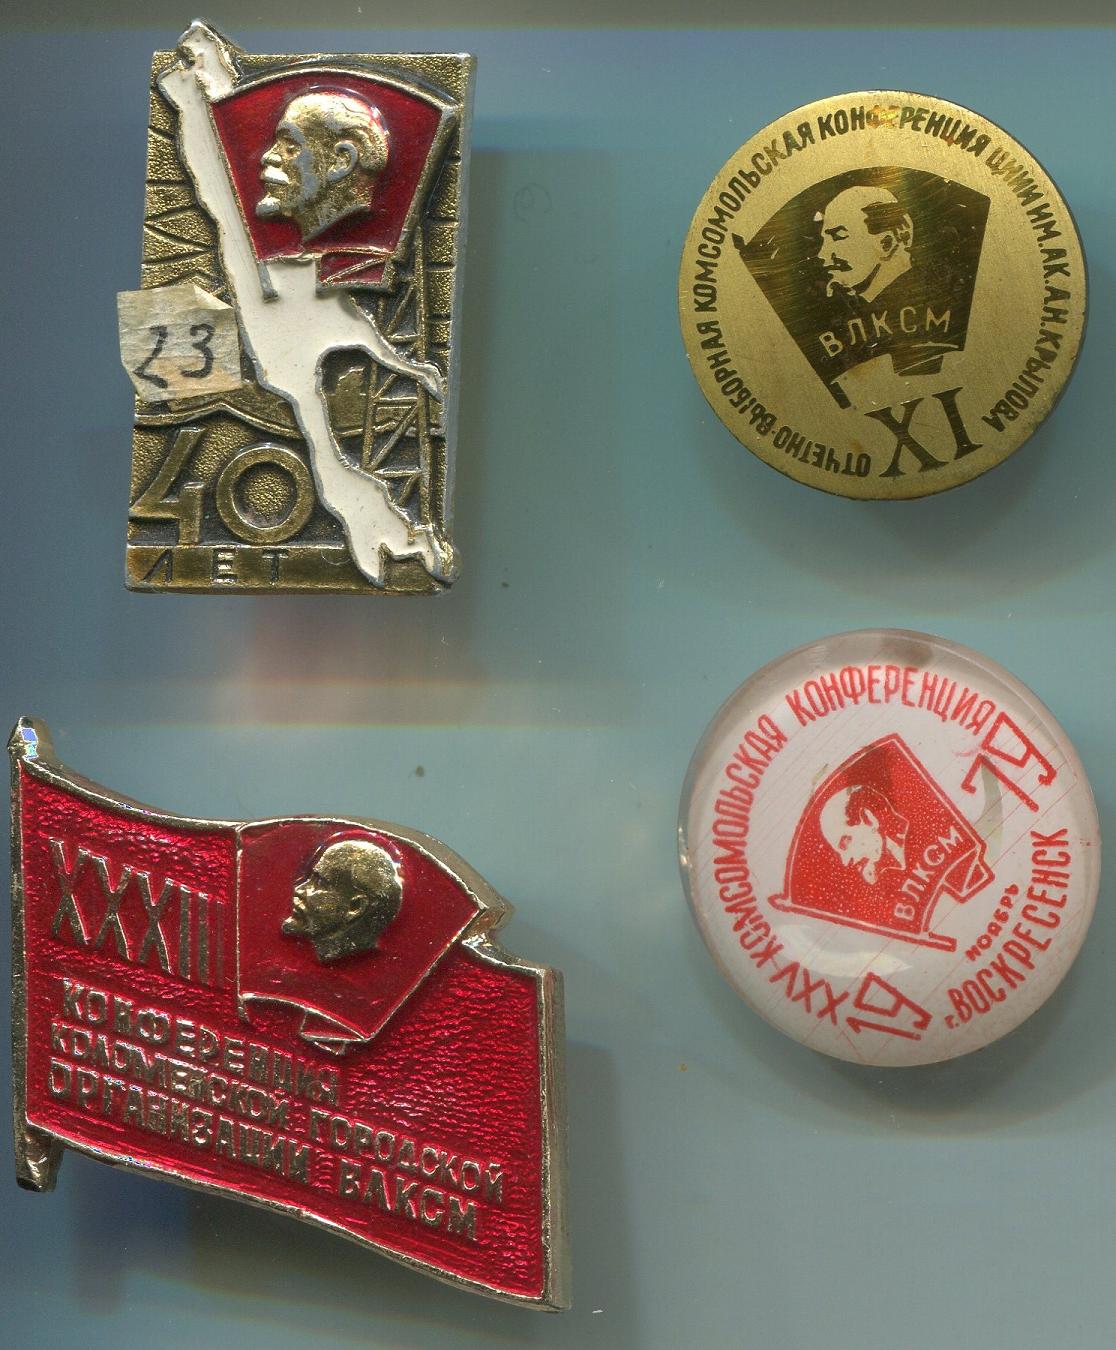 23
40
ЛЕТ
ОТЧЕТНО-ВЫБОРНАЯ КОМСОМОЛЬСКАЯ КОНФЕРЕНЦИЯ ЦНИИ ИМ. АК. А.Н. КРЫЛОВА
ВЛКСМ
XI
XXXIII
КОНФЕРЕНЦИЯ
КОЛОМЕНСКОЙ ГОРОДСКОЙ
ОРГАНИЗАЦИИ ВЛКСМ
XXV-КОМСОМОЛЬСКАЯ КОНФЕРЕНЦИЯ
ВЛКСМ
19 79
НОЯБРЬ
г. ВОСКРЕСЕНСК